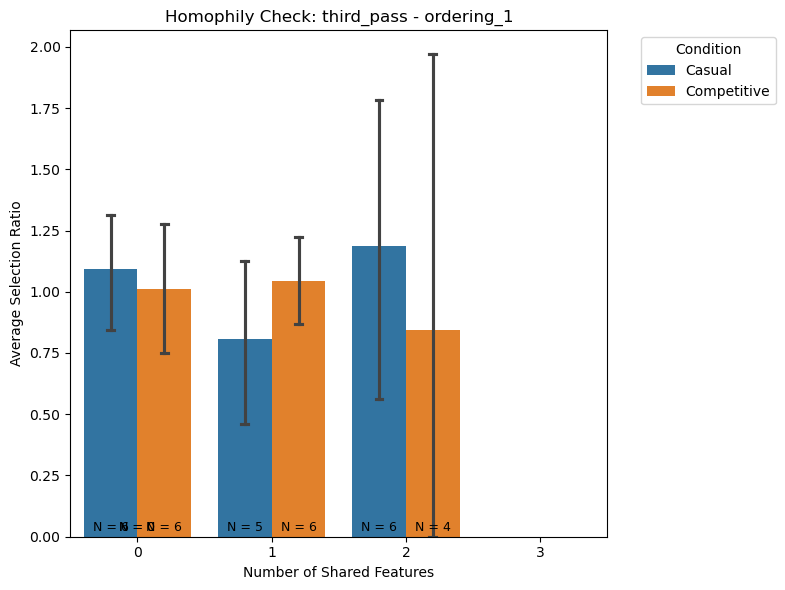 Homophily Check: third_pass - ordering_1
Condition
Casual
Competitive
Average Selection Ratio
2.00
1.75
1.50
1.25
1.00
0.75
0.50
0.25
0.00
N = 6
N = 0
N = 6
N = 5
N = 6
N = 6
N = 4
0
1
2
3
Number of Shared Features